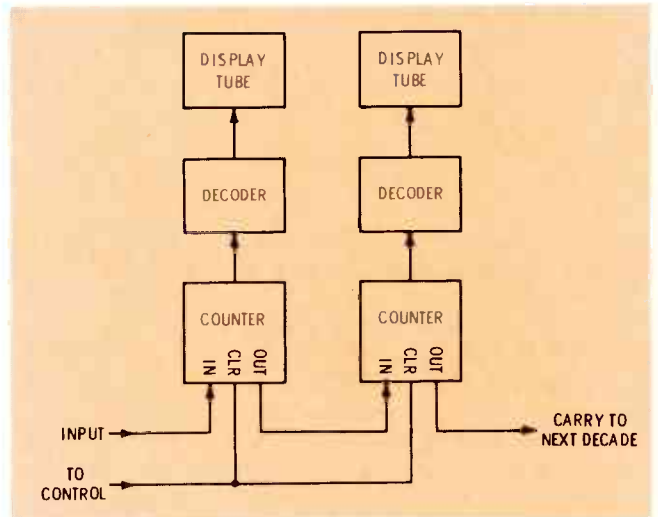 DISPLAY
TUBE
DISPLAY
TUBE
DECODER
DECODER
COUNTER
COUNTER
IN
CLR
OUT
IN
CLR
OUT
INPUT
CARRY TO
NEXT DECADE
TO
CONTROL